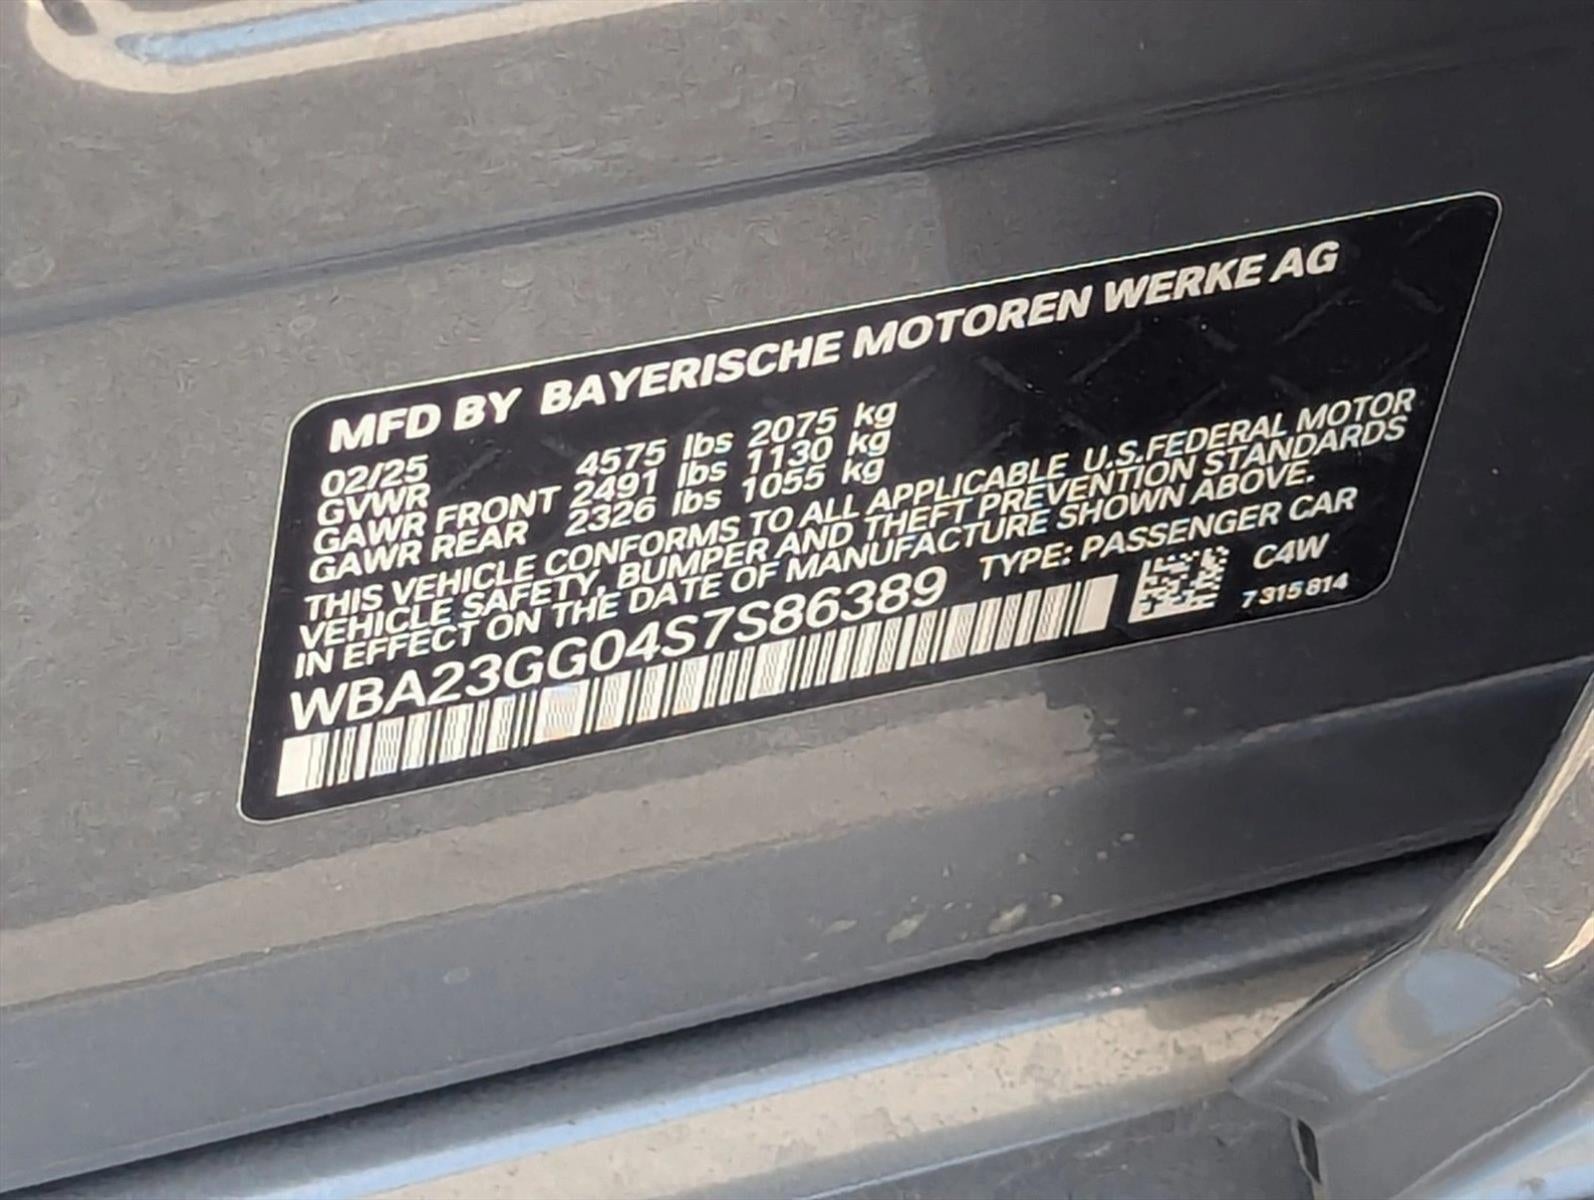 MFD BY BAYERISCHE MOTOREN WERKE AG
02/25
GVWR 4575 lbs 2075 kg
GAWR FRONT 2491 lbs 1130 kg
GAWR REAR 2326 lbs 1055 kg
THIS VEHICLE CONFORMS TO ALL APPLICABLE U.S.FEDERAL MOTOR
VEHICLE SAFETY, BUMPER AND THEFT PREVENTION STANDARDS
IN EFFECT ON THE DATE OF MANUFACTURE SHOWN ABOVE.
WBA23GG04S7S86389 TYPE: PASSENGER CAR
C4W
7 315 814